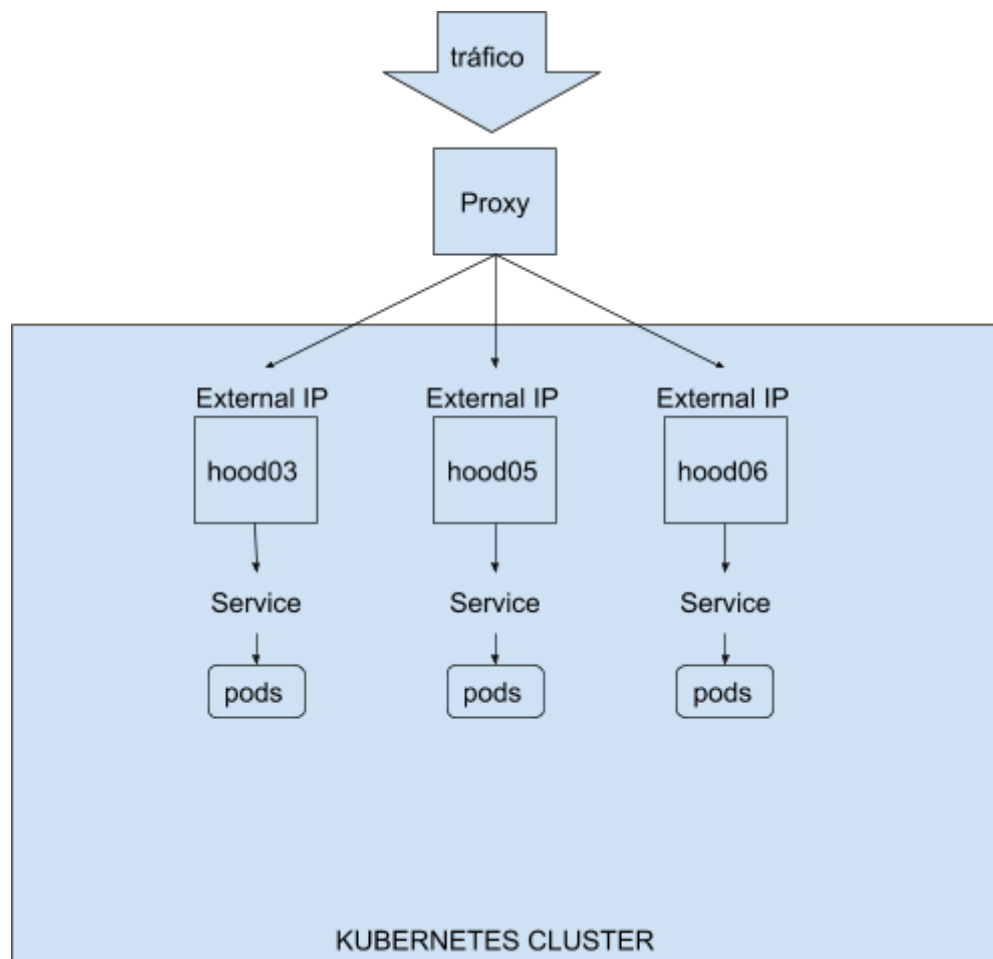 tráfico
Proxy
External IP External IP External IP
hood03 hood05 hood06
Service Service Service
pods pods pods
KUBERNETES CLUSTER